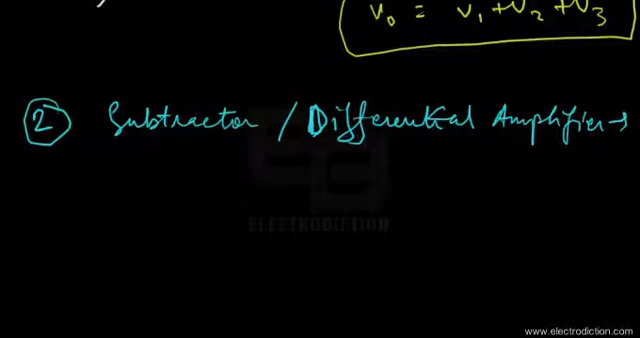 V₀ = V₁ + V₂ + V₃
② Subtractor / Differential Amplifier →
ELECTRODICTION
www.electrodiction.com